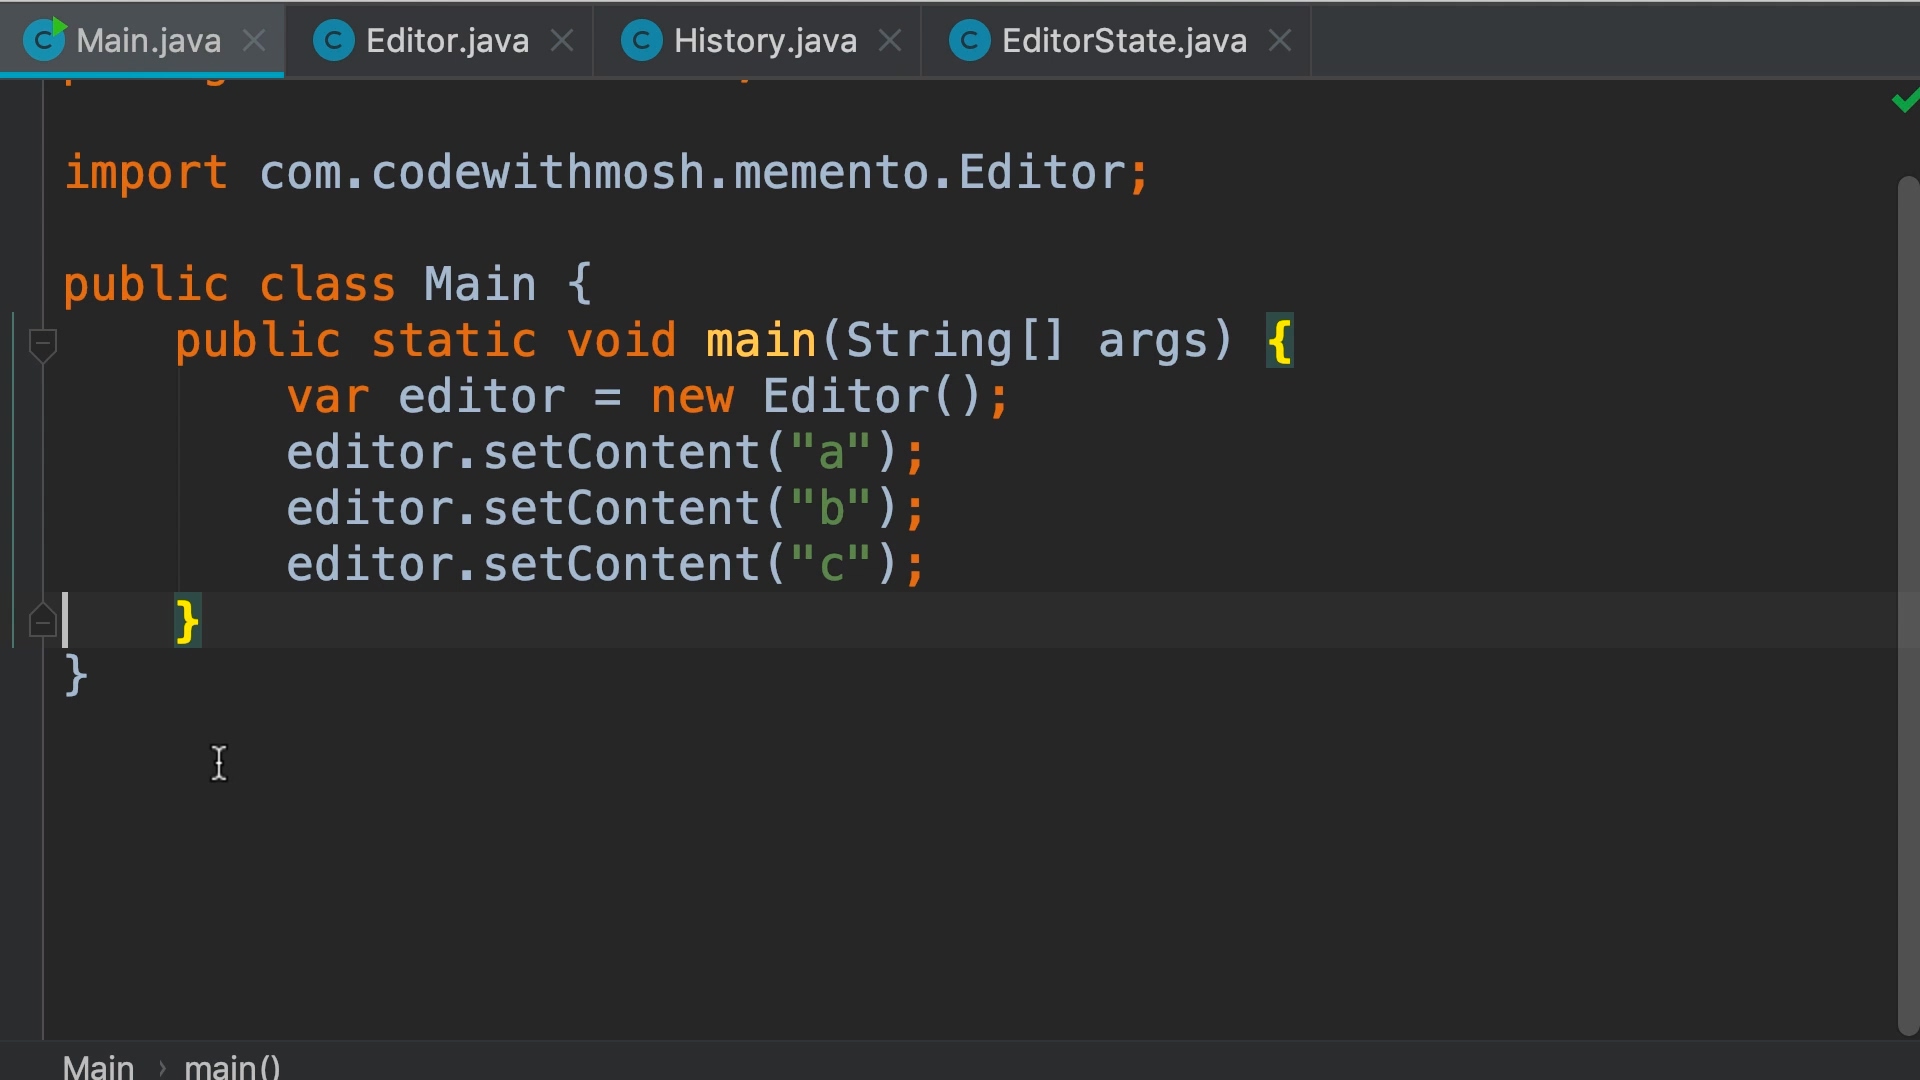 Main.java Editor.java History.java EditorState.java
import com.codewithmosh.memento.Editor;
public class Main {
public static void main(String[] args) {
var editor = new Editor();
editor.setContent("a");
editor.setContent("b");
editor.setContent("c");
}
}
Main › main()